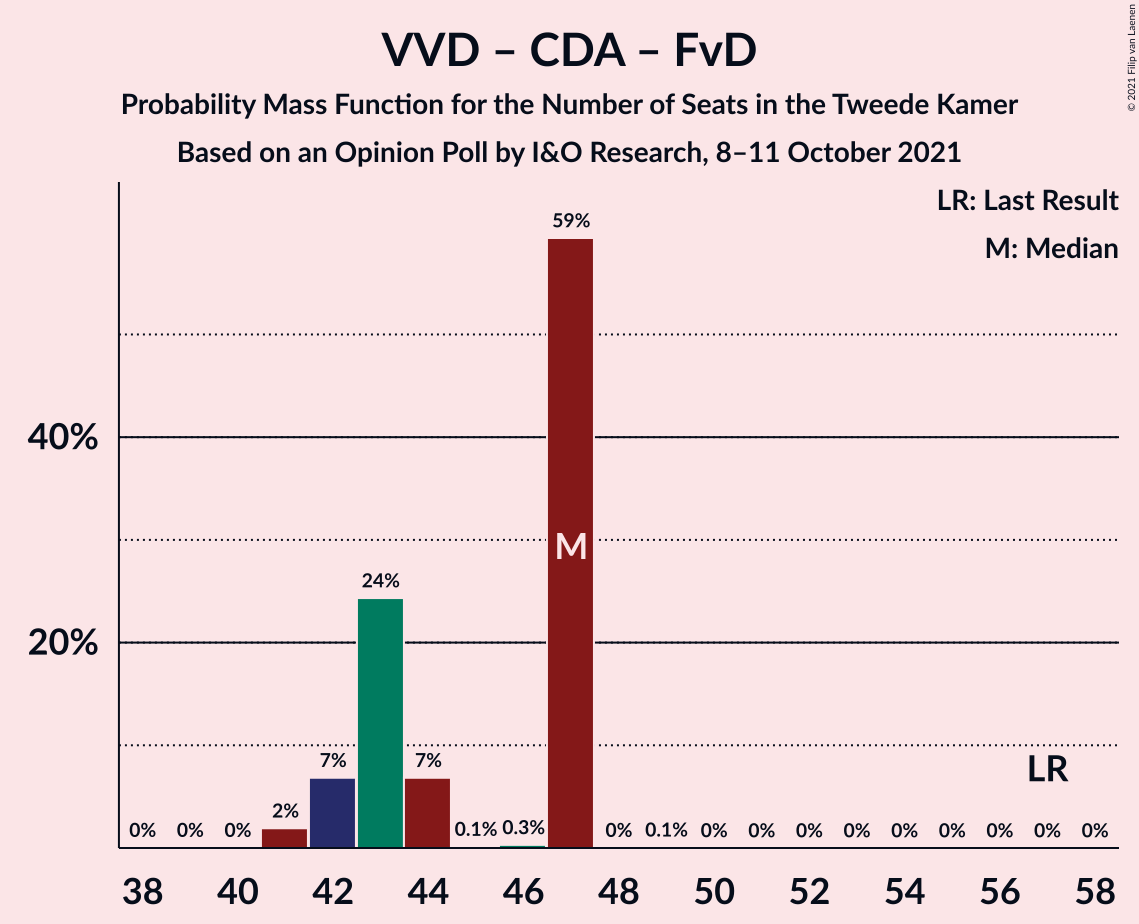 VVD – CDA – FvD
Probability Mass Function for the Number of Seats in the Tweede Kamer
Based on an Opinion Poll by I&O Research, 8–11 October 2021
© 2021 Filip van Laenen
LR: Last Result
M: Median
59%
40%
M
24%
20%
LR
7% 7%
2%
0% 0% 0% 0.1% 0.3% 0% 0.1% 0% 0% 0% 0% 0% 0% 0% 0% 0%
38 40 42 44 46 48 50 52 54 56 58